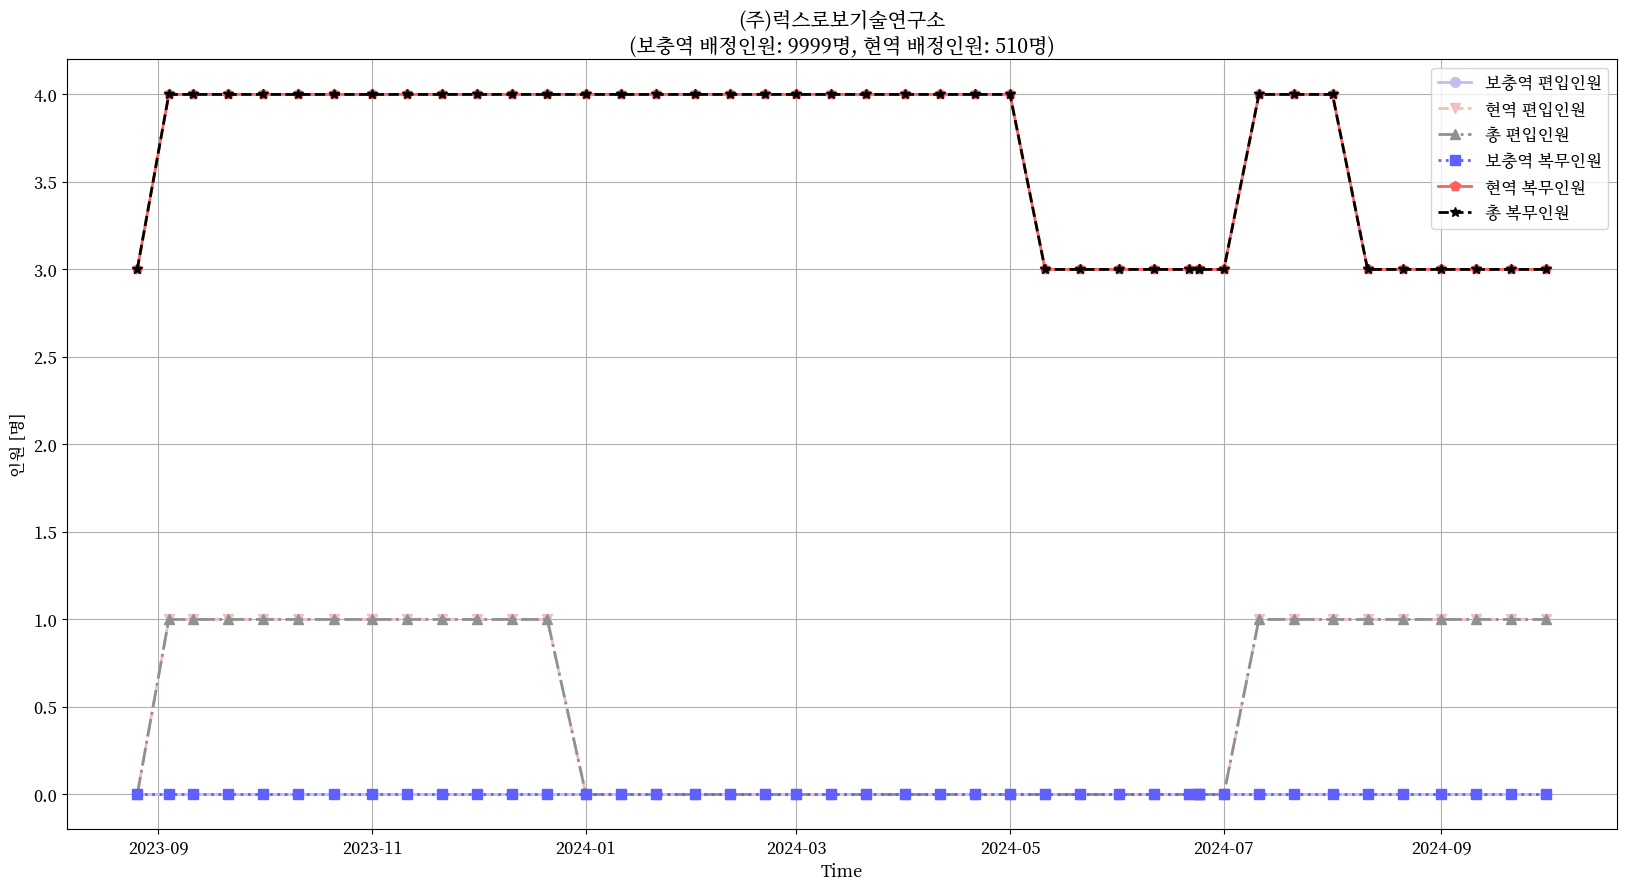 (주)럭스로보기술연구소
(보충역 배정인원: 9999명, 현역 배정인원: 510명)
보충역 편입인원
현역 편입인원
총 편입인원
보충역 복무인원
현역 복무인원
총 복무인원
4.0
3.5
3.0
2.5
2.0
1.5
1.0
0.5
0.0
인원 [명]
2023-09 2023-11 2024-01 2024-03 2024-05 2024-07 2024-09
Time